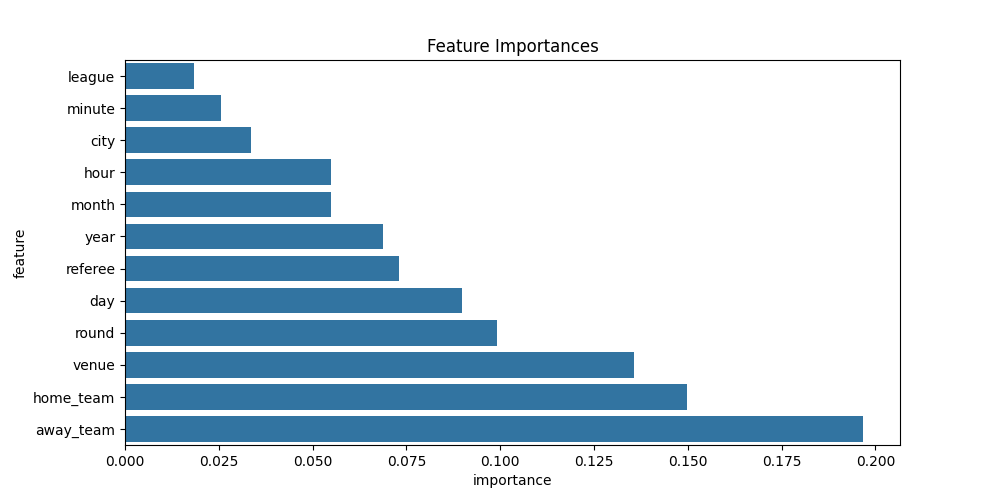 Feature Importances
league
minute
city
hour
month
year
referee
day
round
venue
home_team
away_team
feature
0.000 0.025 0.050 0.075 0.100 0.125 0.150 0.175 0.200
importance